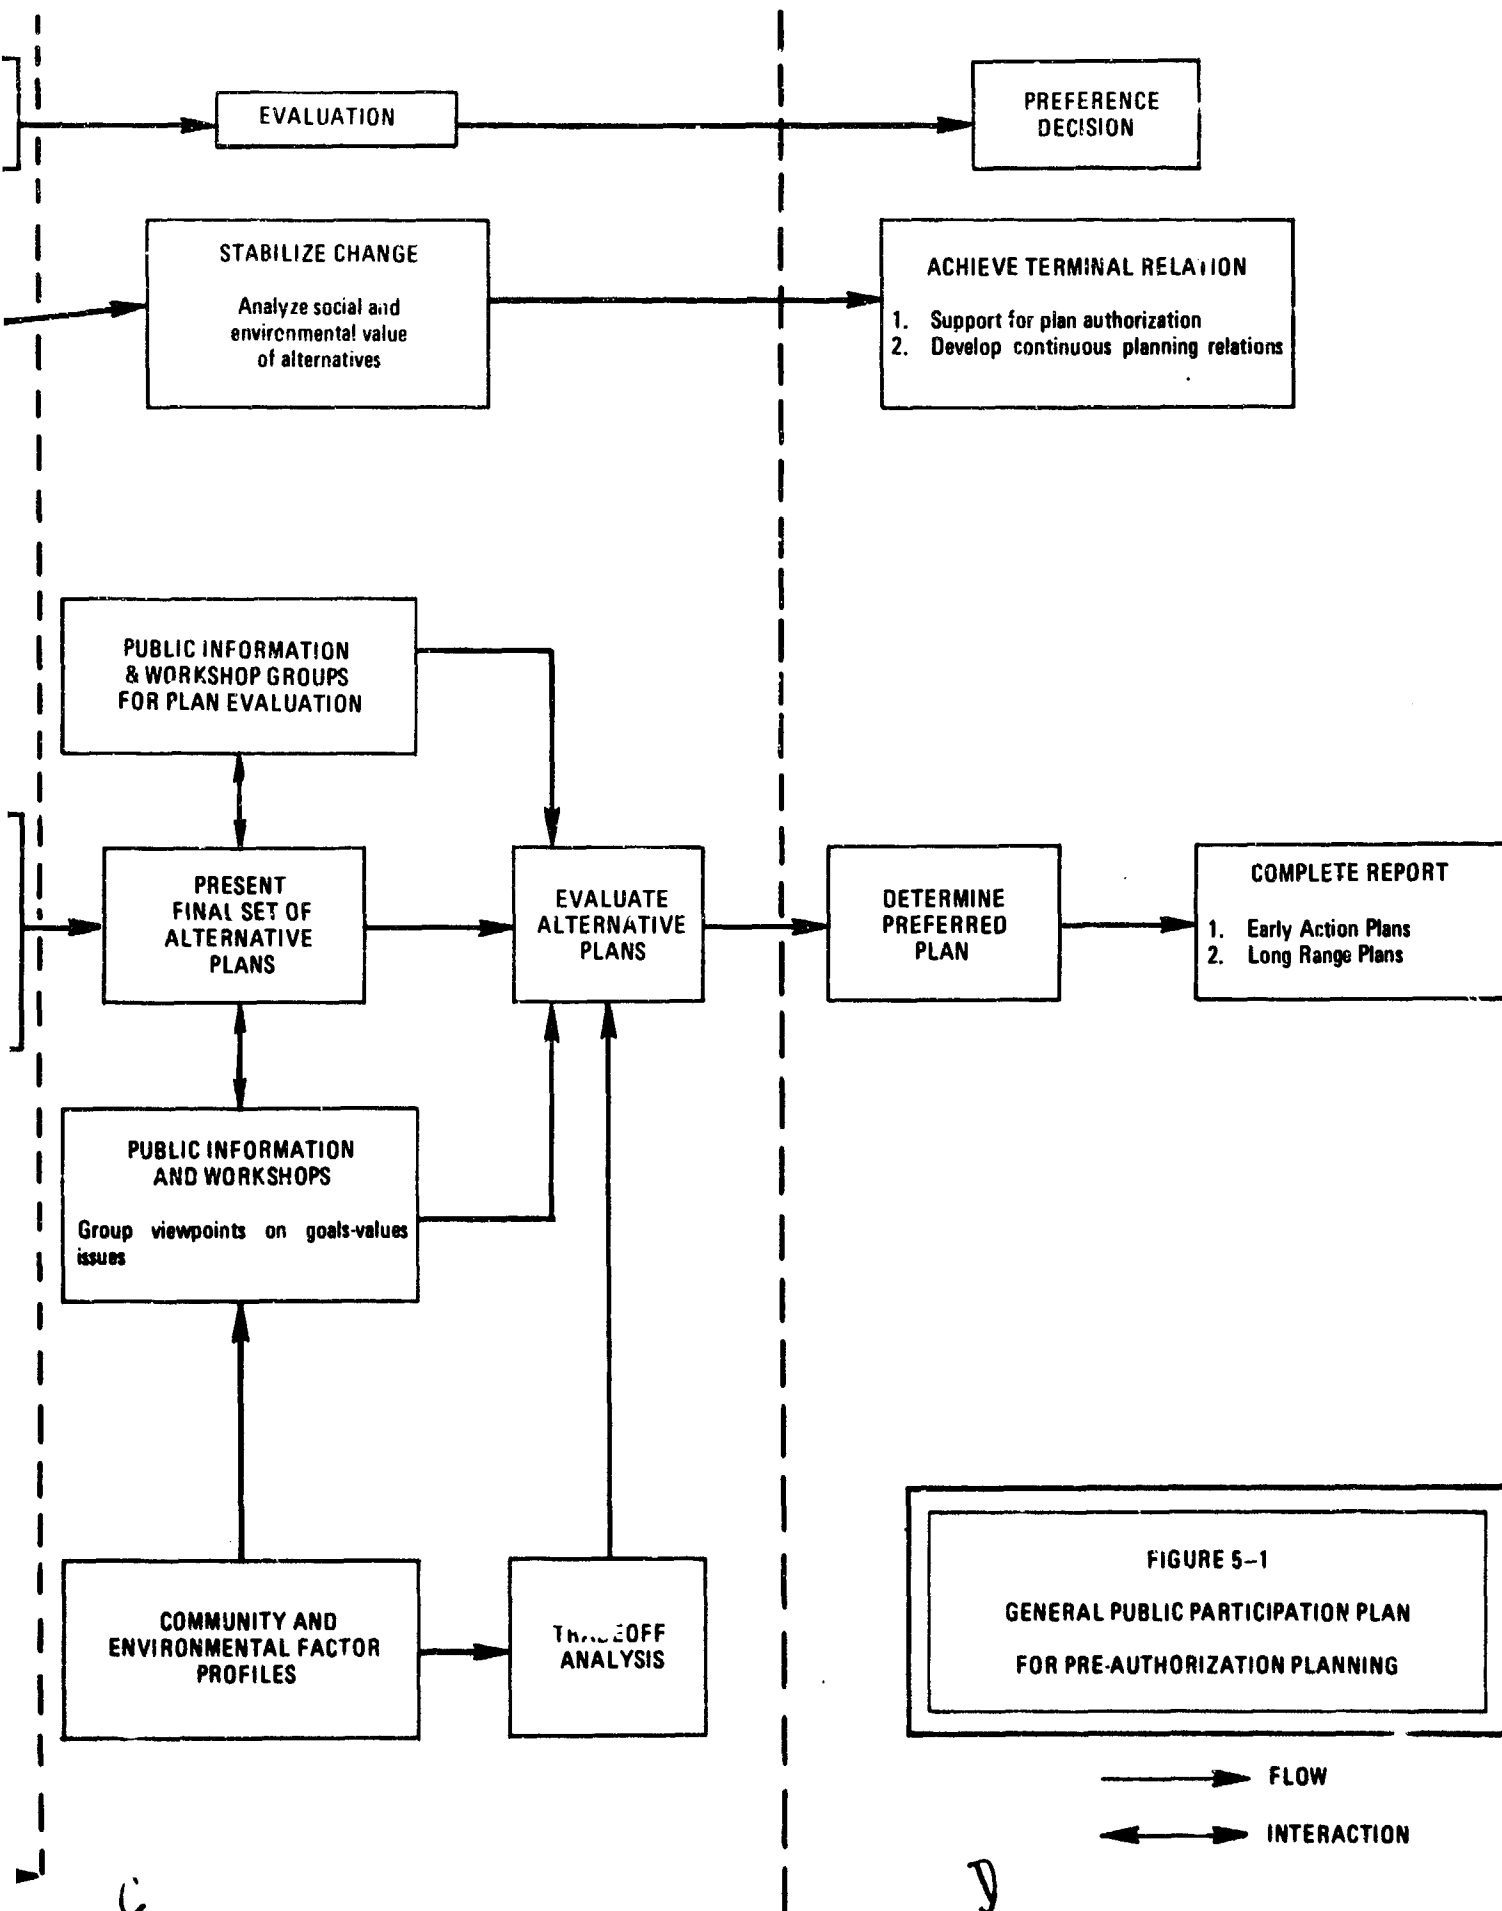 EVALUATION
PREFERENCE
DECISION
STABILIZE CHANGE
Analyze social and
environmental value
of alternatives
ACHIEVE TERMINAL RELATION
1. Support for plan authorization
2. Develop continuous planning relations
PUBLIC INFORMATION
& WORKSHOP GROUPS
FOR PLAN EVALUATION
PRESENT
FINAL SET OF
ALTERNATIVE
PLANS
EVALUATE
ALTERNATIVE
PLANS
DETERMINE
PREFERRED
PLAN
COMPLETE REPORT
1. Early Action Plans
2. Long Range Plans
PUBLIC INFORMATION
AND WORKSHOPS
Group viewpoints on goals-values
issues
COMMUNITY AND
ENVIRONMENTAL FACTOR
PROFILES
TRADEOFF
ANALYSIS
FIGURE 5-1
GENERAL PUBLIC PARTICIPATION PLAN
FOR PRE-AUTHORIZATION PLANNING
FLOW
INTERACTION
C
D